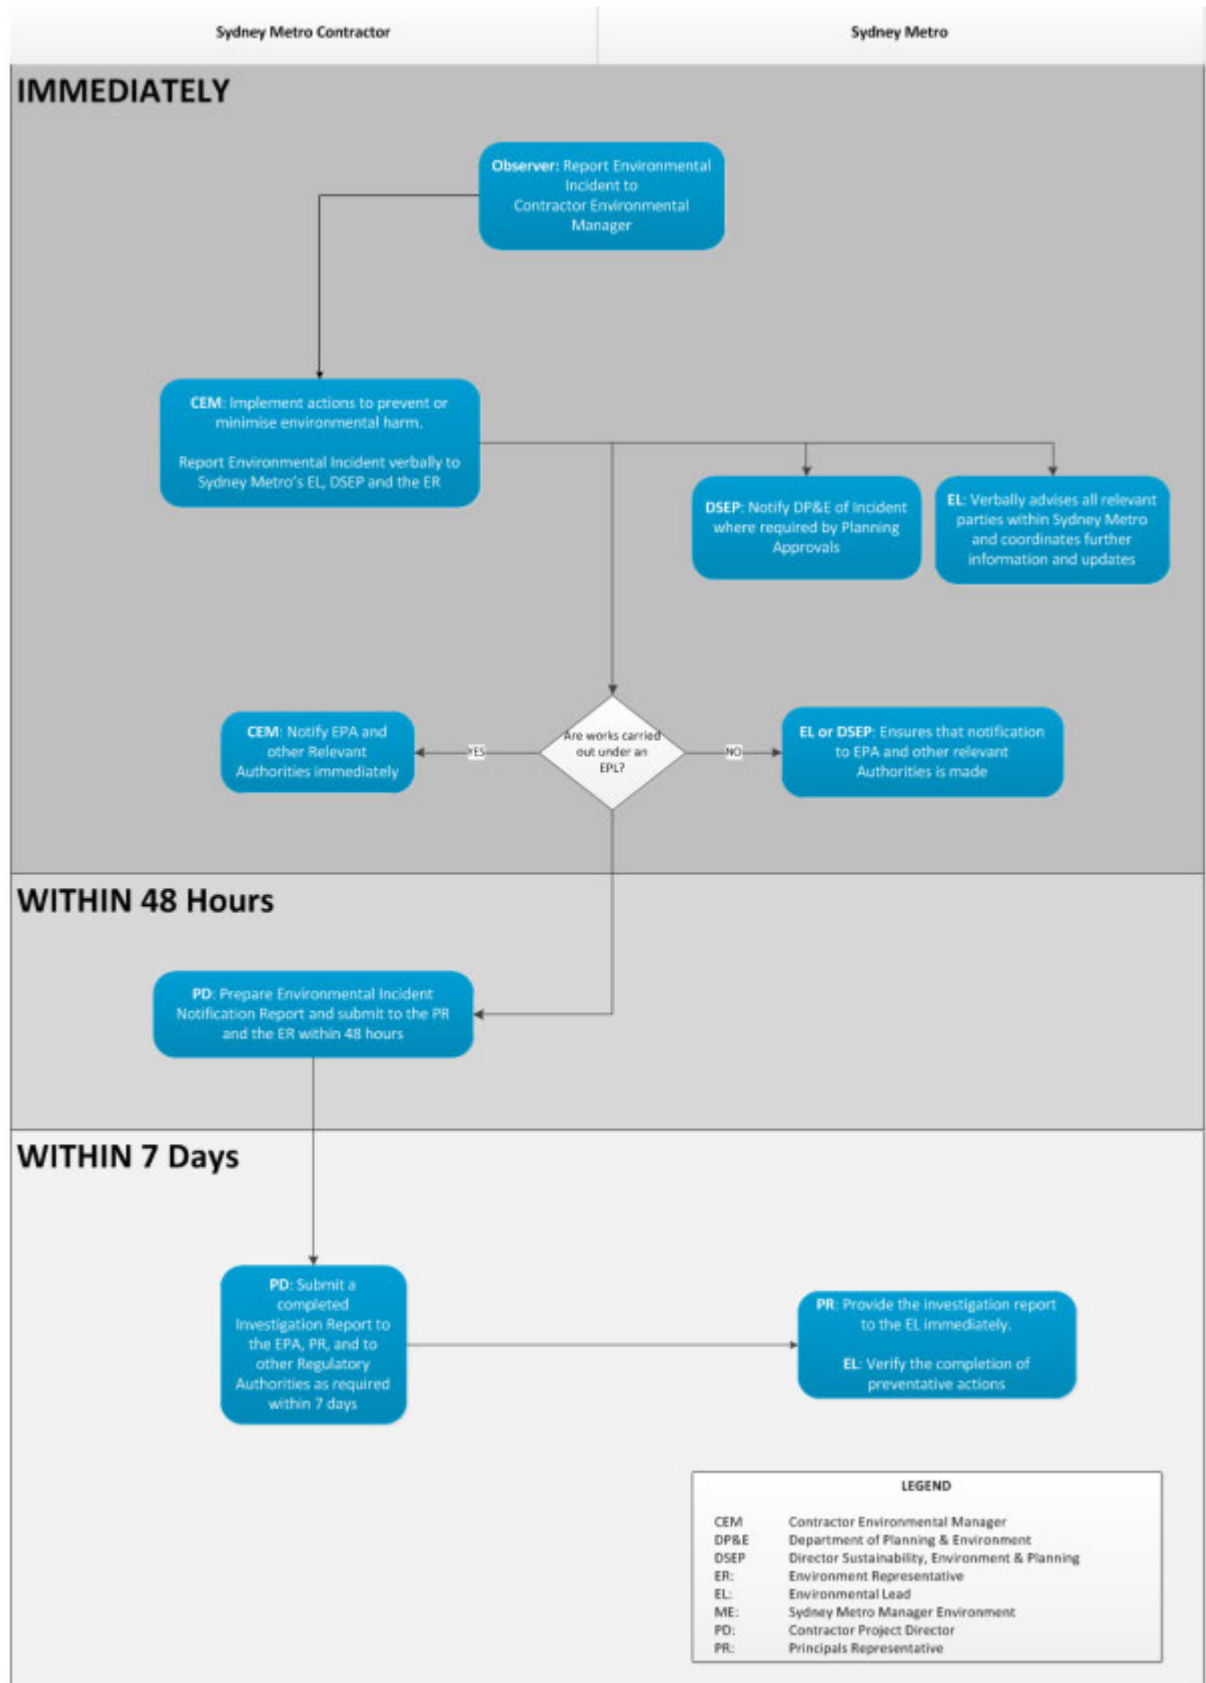 Sydney Metro Contractor
Sydney Metro
IMMEDIATELY
Observer: Report Environmental
Incident to
Contractor Environmental
Manager
CEM: Implement actions to prevent or
minimise environmental harm.
Report Environmental Incident verbally to
Sydney Metro's EL, DSEP and the ER
DSEP: Notify DP&E of Incident
where required by Planning
Approvals
EL: Verbally advises all relevant
parties within Sydney Metro
and coordinates further
information and updates
CEM: Notify EPA and
other Relevant
Authorities immediately
YES
Are works carried
out under an
EPL?
NO
EL or DSEP: Ensures that notification
to EPA and other relevant
Authorities is made
WITHIN 48 Hours
PD: Prepare Environmental Incident
Notification Report and submit to the PR
and the ER within 48 hours
WITHIN 7 Days
PD: Submit a
completed
Investigation Report to
the EPA, PR, and to
other Regulatory
Authorities as required
within 7 days
PR: Provide the investigation report
to the EL immediately.
EL: Verify the completion of
preventative actions
LEGEND
CEM Contractor Environmental Manager
DP&E Department of Planning & Environment
DSEP Director Sustainability, Environment & Planning
ER: Environment Representative
EL: Environmental Lead
ME: Sydney Metro Manager Environment
PD: Contractor Project Director
PR: Principals Representative